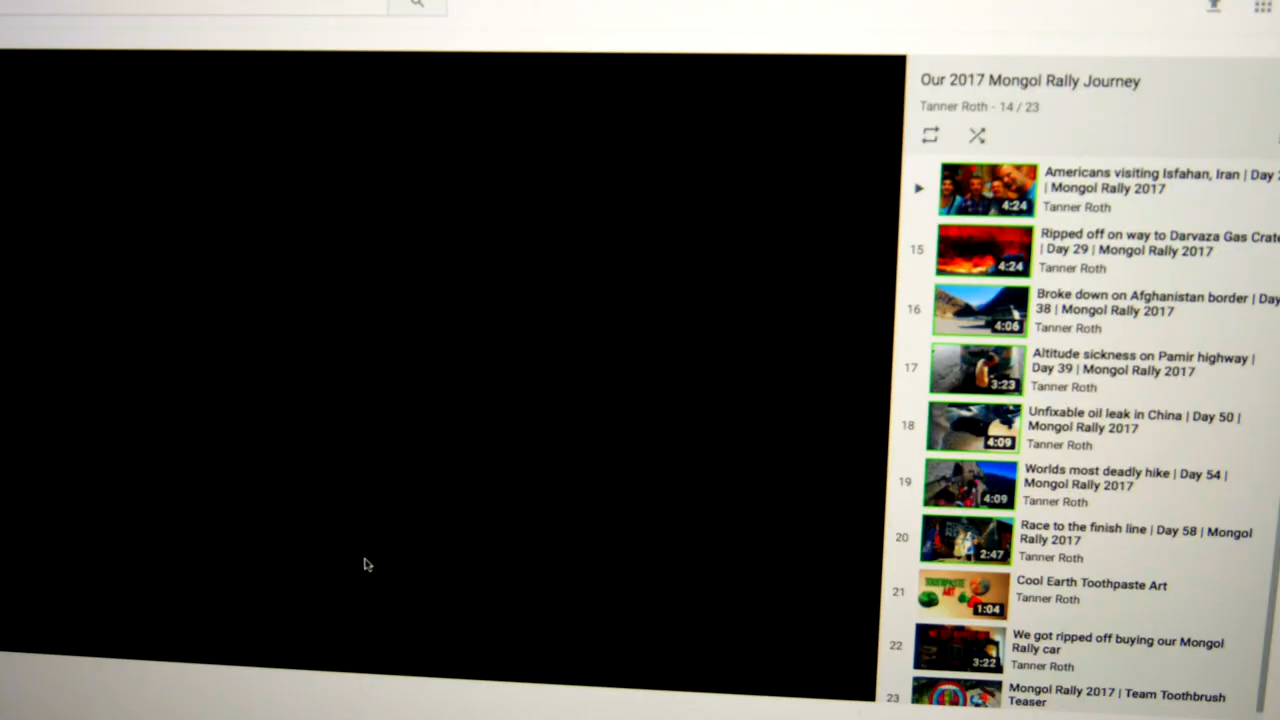 Our 2017 Mongol Rally Journey
Tanner Roth - 14 / 23
Americans visiting Isfahan, Iran | Day
| Mongol Rally 2017
4:24
Tanner Roth
15
Ripped off on way to Darvaza Gas Crate
| Day 29 | Mongol Rally 2017
4:24
Tanner Roth
16
Broke down on Afghanistan border | Day
38 | Mongol Rally 2017
4:06
Tanner Roth
17
Altitude sickness on Pamir highway |
Day 39 | Mongol Rally 2017
3:23
Tanner Roth
18
Unfixable oil leak in China | Day 50 |
Mongol Rally 2017
4:09
Tanner Roth
19
Worlds most deadly hike | Day 54 |
Mongol Rally 2017
4:09
Tanner Roth
20
Race to the finish line | Day 58 | Mongol
Rally 2017
2:47
Tanner Roth
21
TOOTHPASTE
ART
1:04
Cool Earth Toothpaste Art
Tanner Roth
22
We got ripped off buying our Mongol
Rally car
3:22
Tanner Roth
23
Mongol Rally 2017 | Team Toothbrush
Teaser